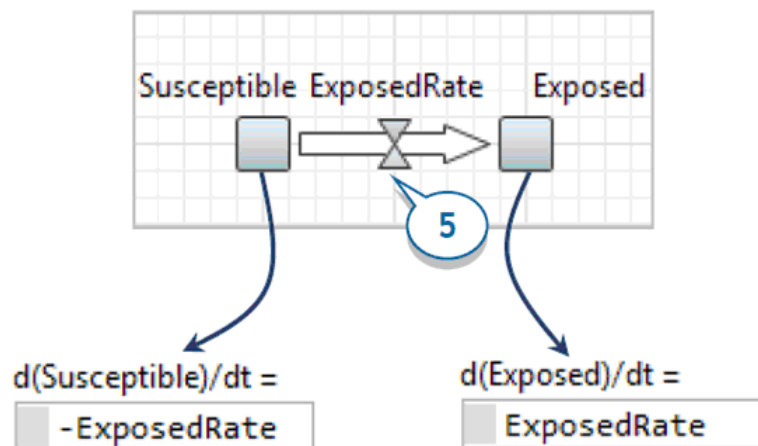 Susceptible ExposedRate Exposed
5
d(Susceptible)/dt =
-ExposedRate
d(Exposed)/dt =
ExposedRate